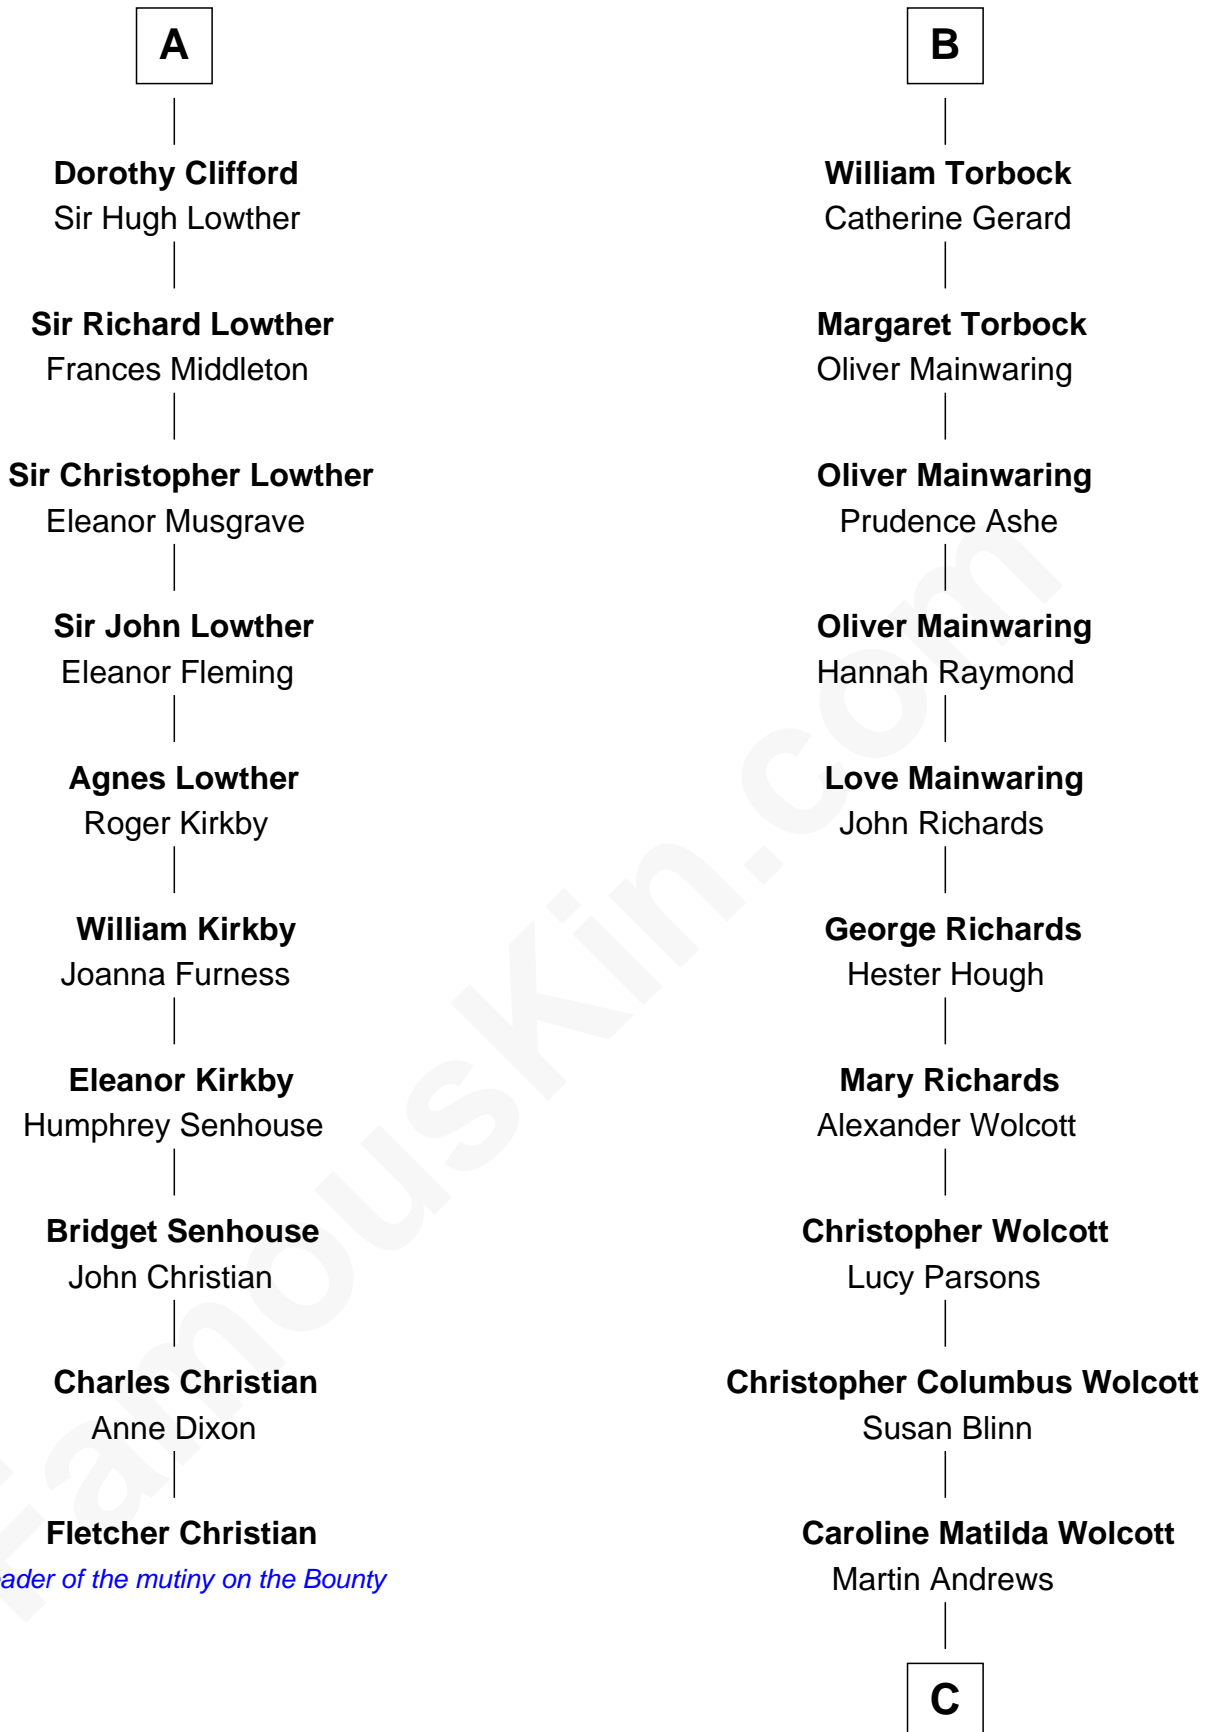 A
Dorothy Clifford
Sir Hugh Lowther
Sir Richard Lowther
Frances Middleton
Sir Christopher Lowther
Eleanor Musgrave
Sir John Lowther
Eleanor Fleming
Agnes Lowther
Roger Kirkby
William Kirkby
Joanna Furness
Eleanor Kirkby
Humphrey Senhouse
Bridget Senhouse
John Christian
Charles Christian
Anne Dixon
Fletcher Christian
of the mutiny on the Bounty
B
William Torbock
Catherine Gerard
Margaret Torbock
Oliver Mainwaring
Oliver Mainwaring
Prudence Ashe
Oliver Mainwaring
Hannah Raymond
Love Mainwaring
John Richards
George Richards
Hester Hough
Mary Richards
Alexander Wolcott
Christopher Wolcott
Lucy Parsons
Christopher Columbus Wolcott
Susan Blinn
Caroline Matilda Wolcott
Martin Andrews
C
FamousKin.com